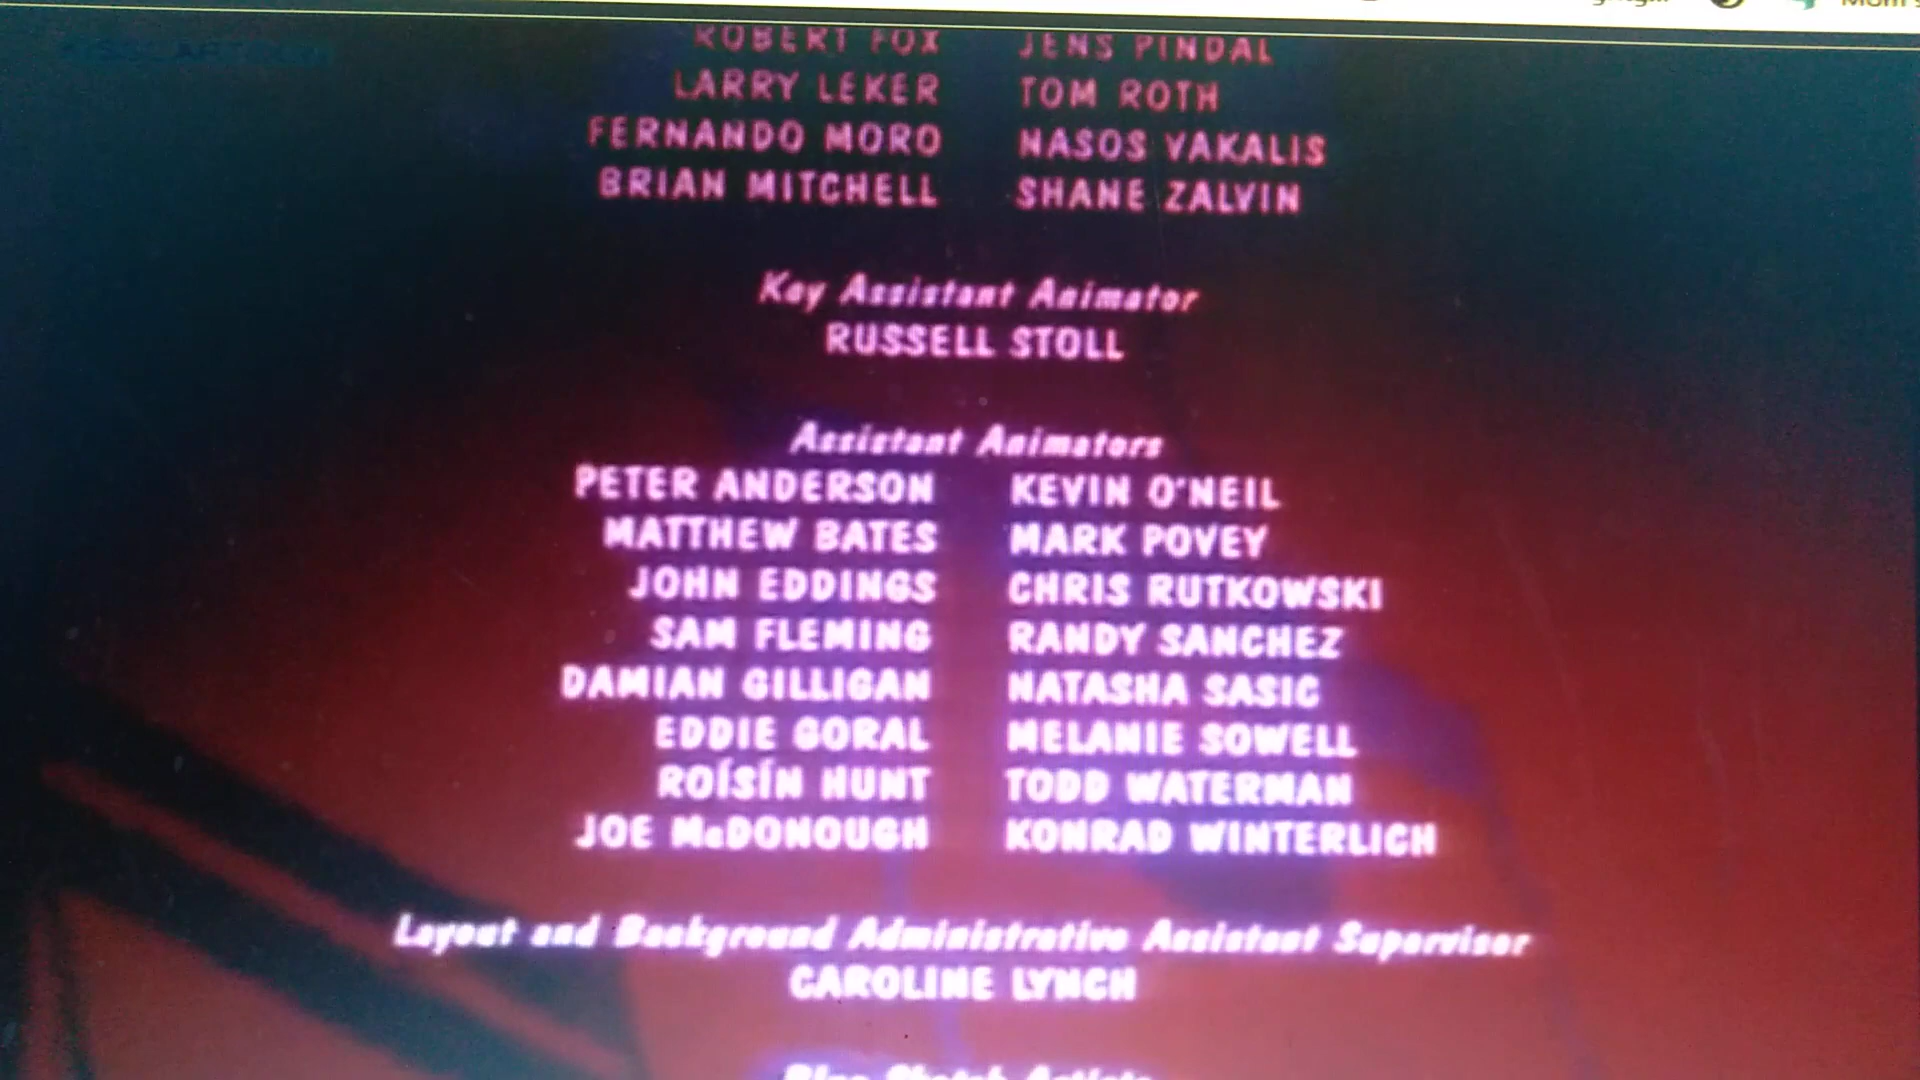 ROBERT FOX JENS PINDAL
LARRY LEKER TOM ROTH
FERNANDO MORO NASOS VAKALIS
BRIAN MITCHELL SHANE ZALVIN
Key Assistant Animator
RUSSELL STOLL
Assistant Animators
PETER ANDERSON KEVIN O'NEIL
MATTHEW BATES MARK POVEY
JOHN EDDINGS CHRIS RUTKOWSKI
SAM FLEMING RANDY SANCHEZ
DAMIAN GILLIGAN NATASHA SASIC
EDDIE GORAL MELANIE SOWELL
ROÍSÍN HUNT TODD WATERMAN
JOE McDONOUGH KONRAD WINTERLICH
Layout and Background Administrative Assistant Supervisor
CAROLINE LYNCH